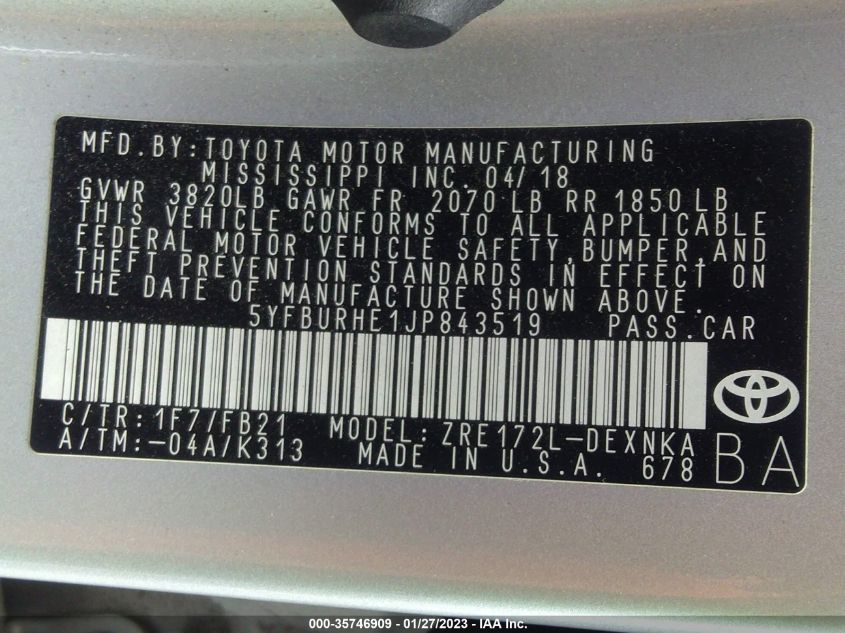 MFD.BY:TOYOTA MOTOR MANUFACTURING
MISSISSIPPI INC. 04/18
GVWR 3820LB GAWR FR 2070 LB RR 1850 LB
THIS VEHICLE CONFORMS TO ALL APPLICABLE
FEDERAL MOTOR VEHICLE SAFETY,BUMPER,AND
THEFT PREVENTION STANDARDS IN EFFECT ON
THE DATE OF MANUFACTURE SHOWN ABOVE.
5YFBURHE1JP843519 PASS.CAR
C/TR:1F7/FB21 MODEL:ZRE172L-DEXNKA
A/TM:-04A/K313 MADE IN U.S.A. 678
BA
000-35746909 - 01/27/2023 - IAA Inc.